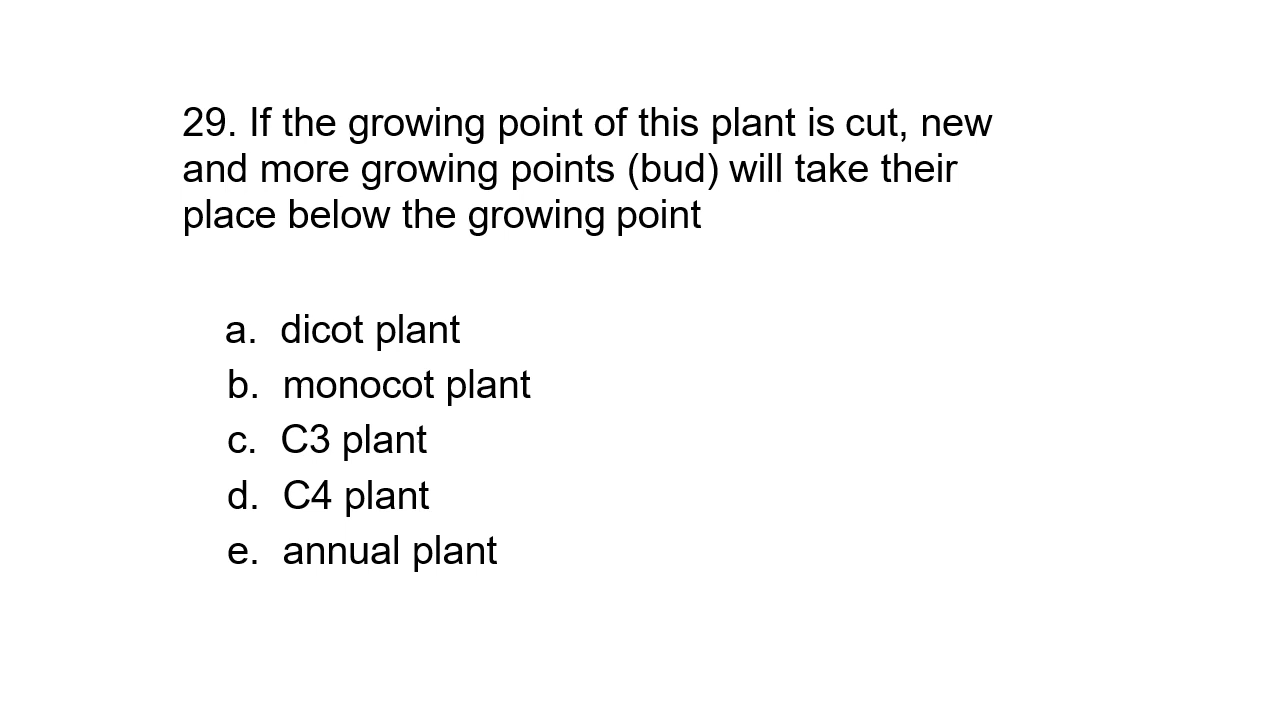 29. If the growing point of this plant is cut, new
and more growing points (bud) will take their
place below the growing point
a. dicot plant
b. monocot plant
c. C3 plant
d. C4 plant
e. annual plant